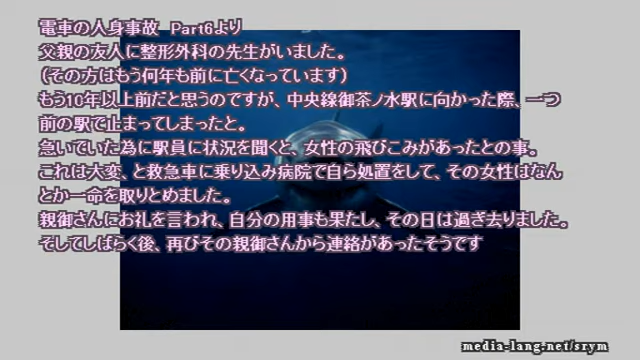 電車の人身事故　Part6より
父親の友人に整形外科の先生がいました。
（その方はもう何年も前に亡くなっています）
もう10年以上前だと思うのですが、中央線御茶ノ水駅に向かった際、一つ
前の駅で止まってしまったと。
急いでいた為に駅員に状況を聞くと、女性の飛びこみがあったとの事。
これは大変、と救急車に乗り込み病院で自ら処置をして、その女性はなん
とか一命を取りとめました。
親御さんにお礼を言われ、自分の用事も果たし、その日は過ぎ去りました。
そしてしばらく後、再びその親御さんから連絡があったそうです
media-lang-net/srym